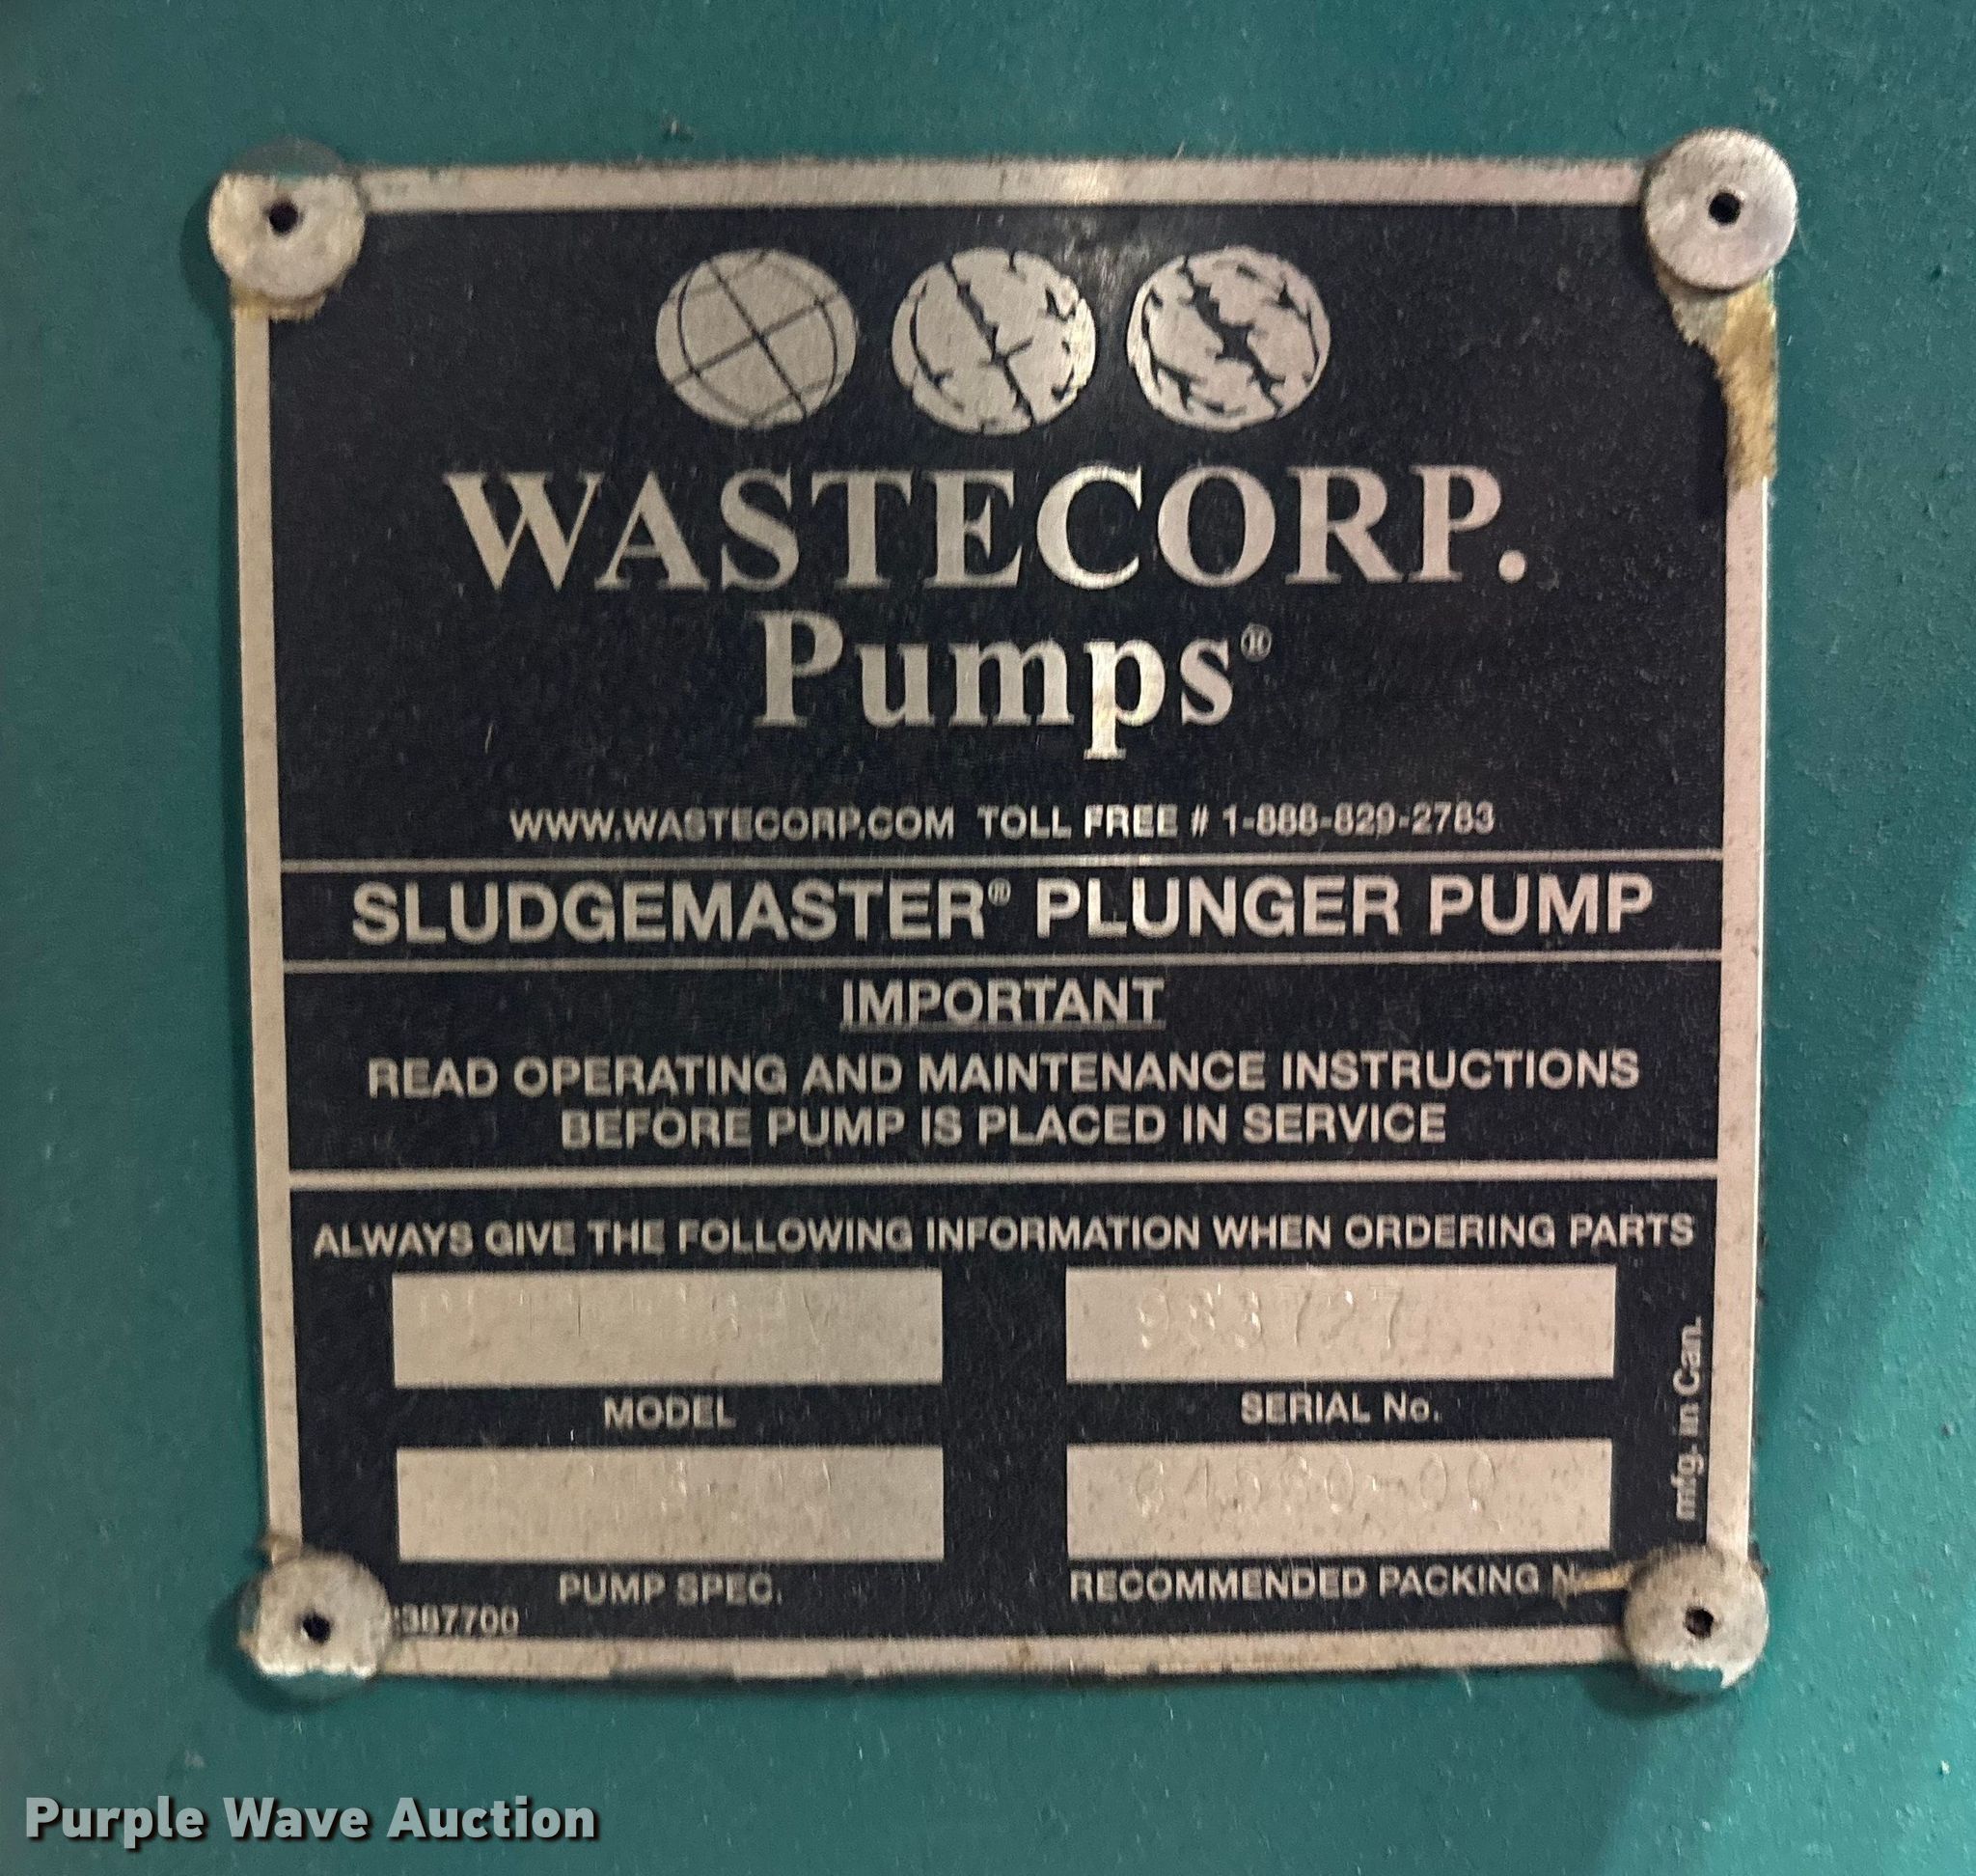 WASTECORP.
Pumps®
WWW.WASTECORP.COM TOLL FREE # 1-888-829-2783
SLUDGEMASTER® PLUNGER PUMP
IMPORTANT
READ OPERATING AND MAINTENANCE INSTRUCTIONS
BEFORE PUMP IS PLACED IN SERVICE
ALWAYS GIVE THE FOLLOWING INFORMATION WHEN ORDERING PARTS
983727
MODEL SERIAL No.
mfg. in Can.
PUMP SPEC. RECOMMENDED PACKING
387700
Purple Wave Auction